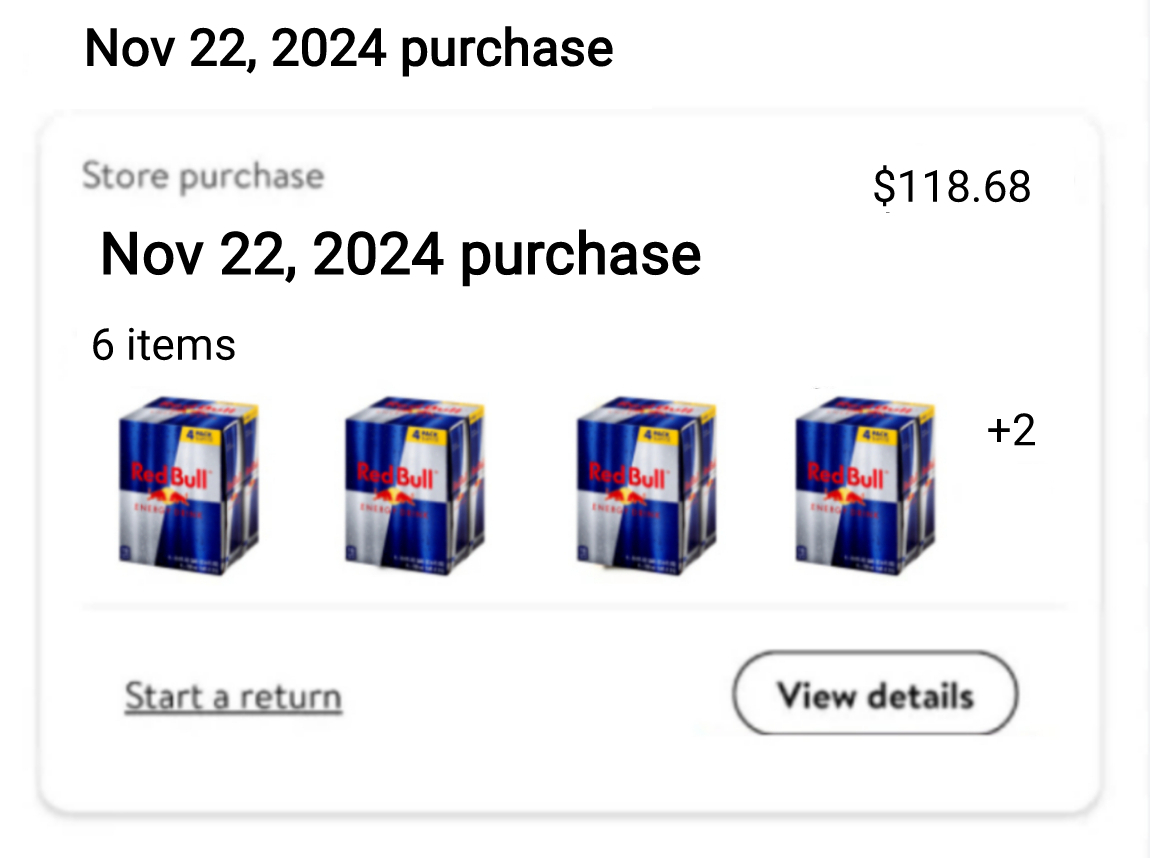 Nov 22, 2024 purchase
Store purchase
$118.68
Nov 22, 2024 purchase
6 items
4 PACK
Red Bull
ENERGY DRINK
4 PACK
Red Bull
ENERGY DRINK
4 PACK
Red Bull
ENERGY DRINK
4 PACK
Red Bull
ENERGY DRINK
+2
Start a return
View details